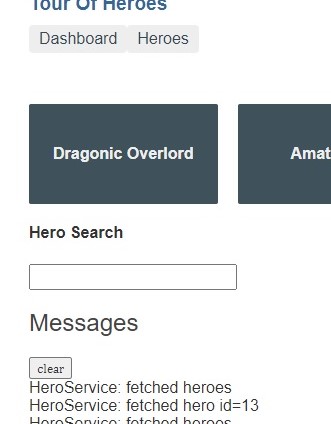 Tour Of Heroes
Dashboard Heroes
Dragonic Overlord Amat
Hero Search
Messages
clear
HeroService: fetched heroes
HeroService: fetched hero id=13
HeroService: fetched heroes